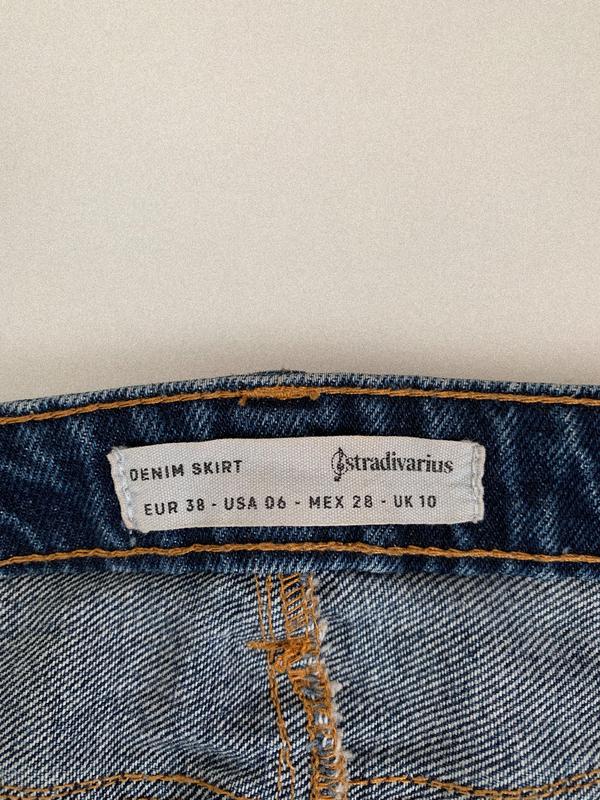 DENIM SKIRT stradivarius
EUR 38 - USA 06 - MEX 28 - UK 10